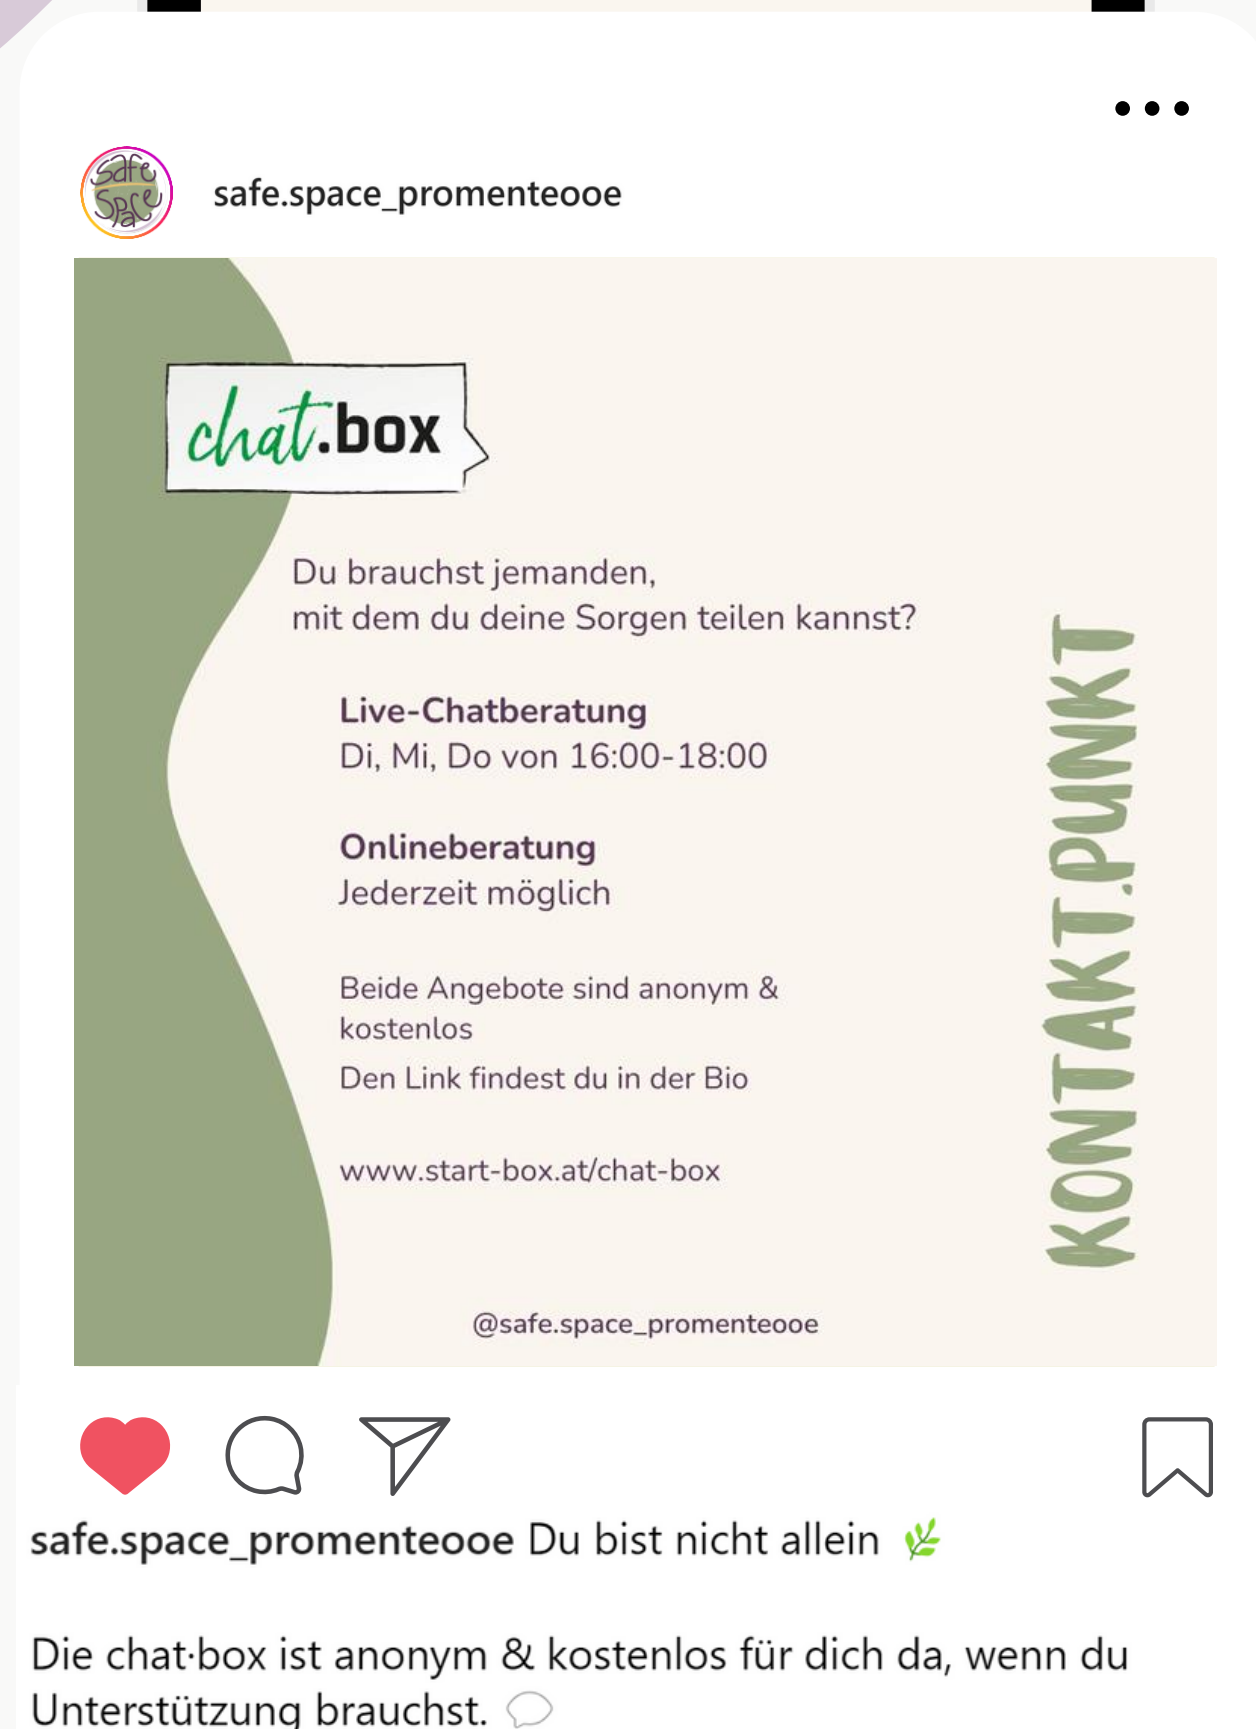 safe space
safe.space_promenteooe
chat.box
Du brauchst jemanden,
mit dem du deine Sorgen teilen kannst?
Live-Chatberatung
Di, Mi, Do von 16:00-18:00
Onlineberatung
Jederzeit möglich
Beide Angebote sind anonym &
kostenlos
Den Link findest du in der Bio
www.start-box.at/chat-box
KONTAKT.PUNKT
@safe.space_promenteooe
safe.space_promenteooe Du bist nicht allein 🌿
Die chat·box ist anonym & kostenlos für dich da, wenn du
Unterstützung brauchst. 💬